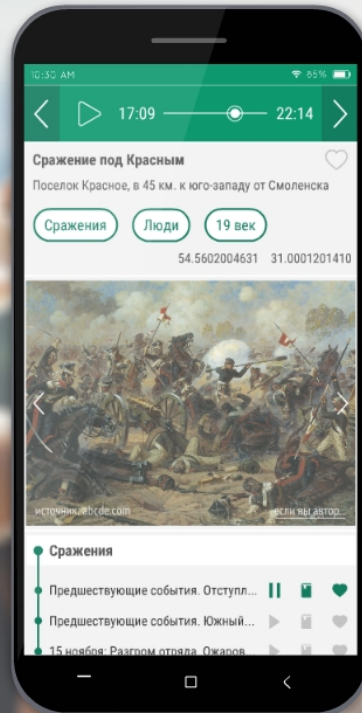 10:30 AM 85%
17:09 22:14
Сражение под Красным
Поселок Красное, в 45 км. к юго-западу от Смоленска
Сражения Люди 19 век
54.5602004631 31.0001201410
источник: abcde.com если вы автор...
Сражения
Предшествующие события. Отступл...
Предшествующие события. Южный...
15 ноября: Разгром отряда Ожаров...